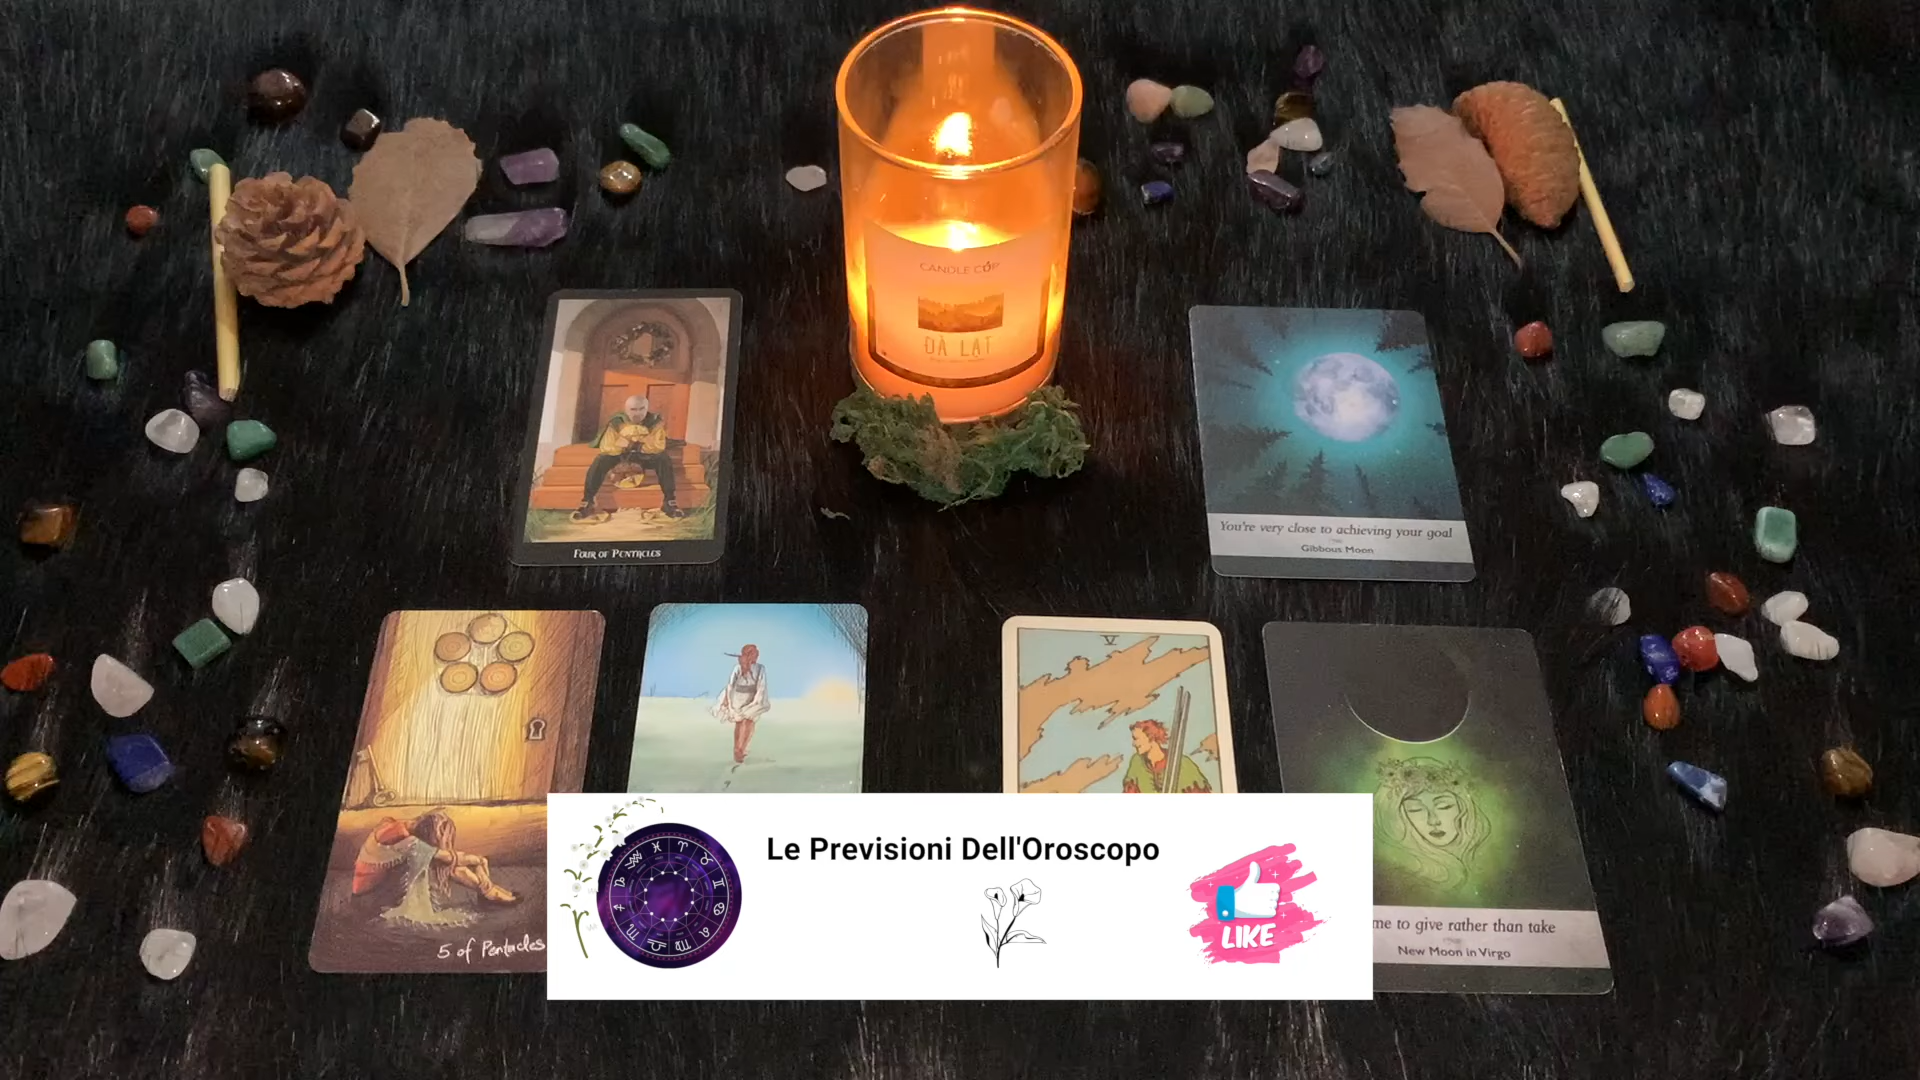 CANDLE CÚP
ĐÀ LẠT
FOUR OF PENTACLES
You're very close to achieving your goal
Gibbous Moon
V
5 of Pentacles
me to give rather than take
New Moon in Virgo
Le Previsioni Dell'Oroscopo
LIKE